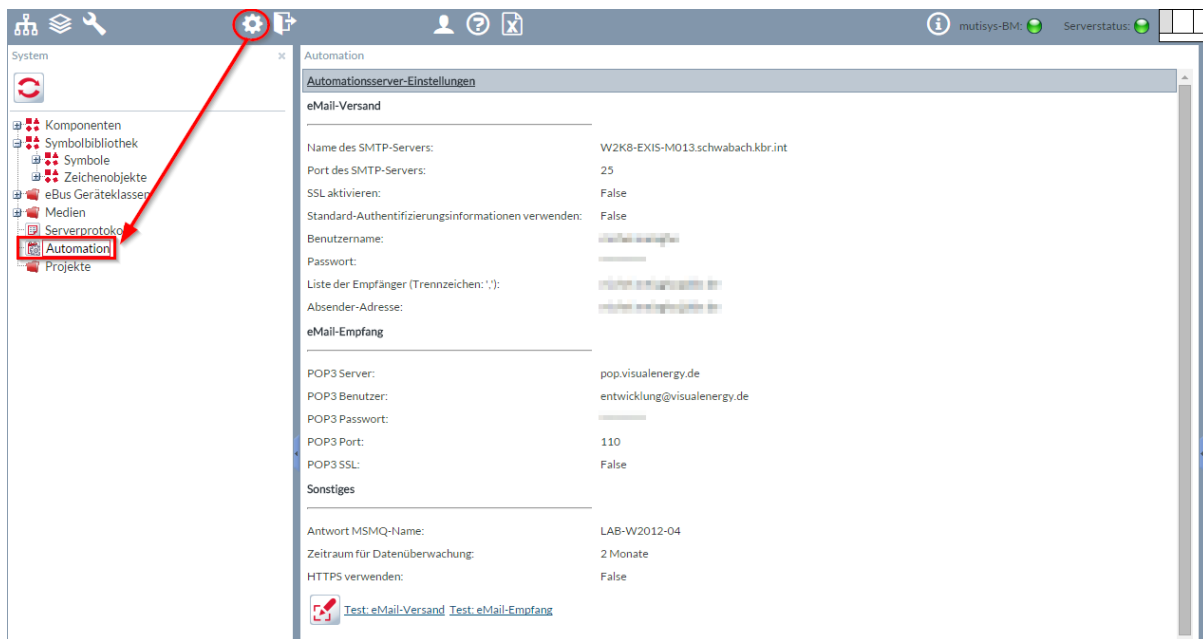 mutisys-BM:
Serverstatus:
System
Komponenten
Symbolbibliothek
Symbole
Zeichenobjekte
eBus Geräteklassen
Medien
Automation
Projekte
Automation
Automationsserver-Einstellungen
eMail-Versand
Name des SMTP-Servers: W2K8-EXIS-M013.schwabach.kbr.int
Port des SMTP-Servers: 25
SSL aktivieren: False
Standard-Authentifizierungsinformationen verwenden: False
Benutzername:
Passwort:
Liste der Empfänger (Trennzeichen: ','):
Absender-Adresse:
eMail-Empfang
POP3 Server: pop.visualenergy.de
POP3 Benutzer: entwicklung@visualenergy.de
POP3 Passwort:
POP3 Port: 110
POP3 SSL: False
Sonstiges
Antwort MSMQ-Name: LAB-W2012-04
Zeitraum für Datenüberwachung: 2 Monate
HTTPS verwenden: False
Test: eMail-Versand Test: eMail-Empfang